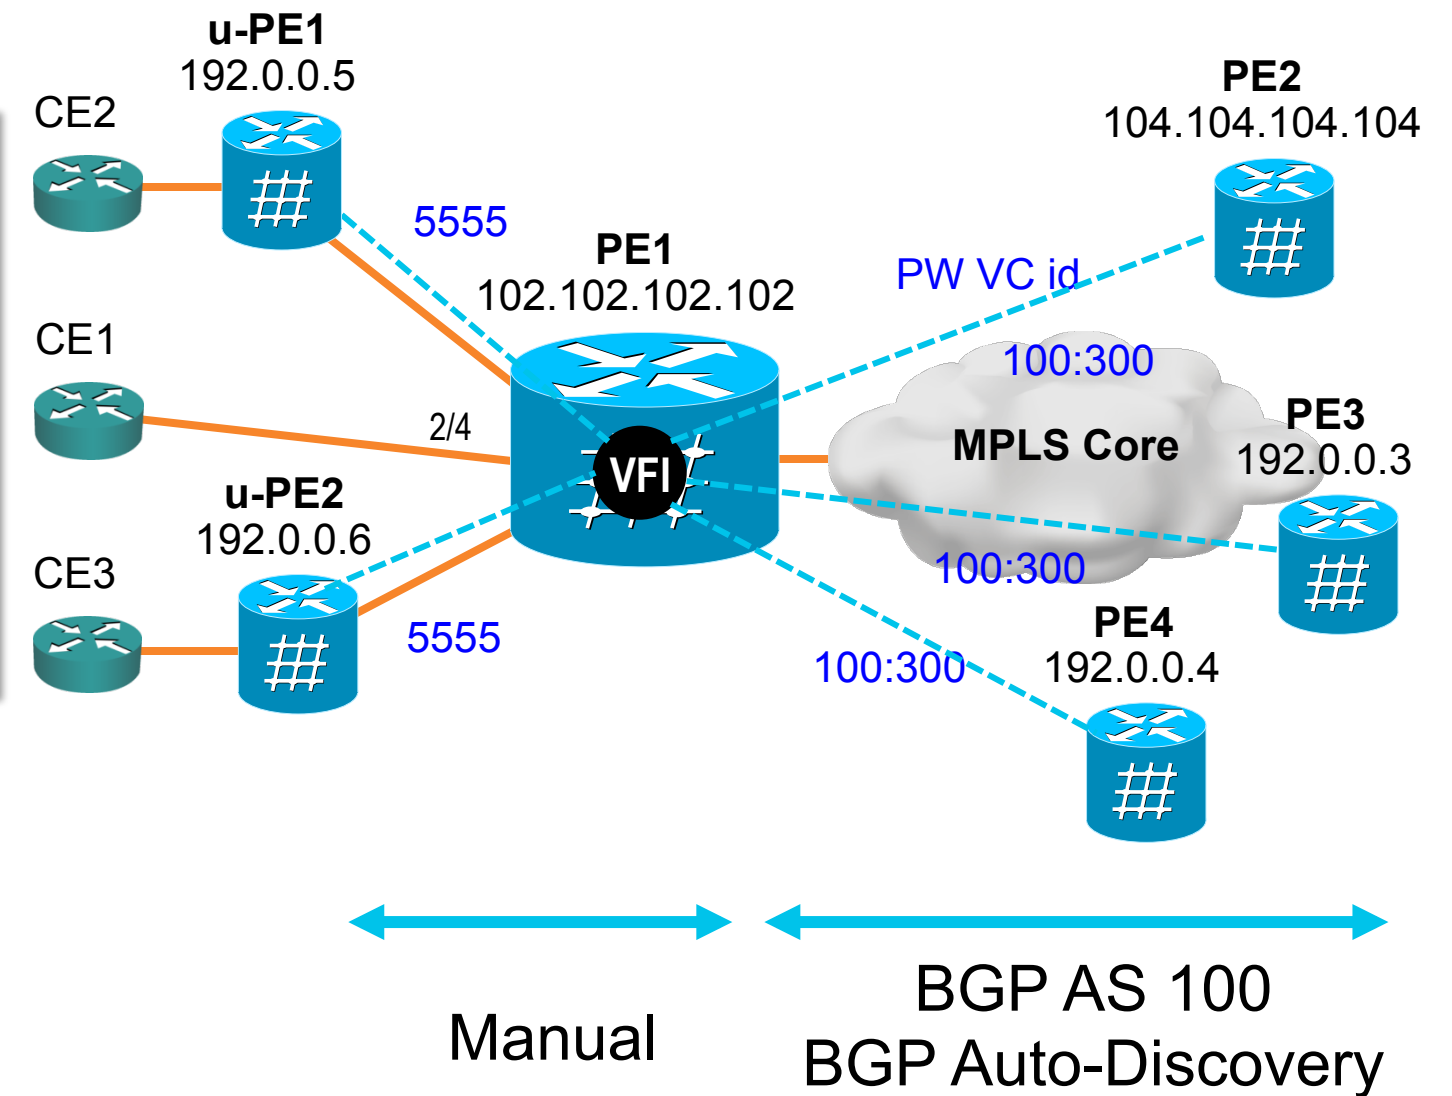 u-PE1
192.0.0.5
CE2
PE2
104.104.104.104
5555
PE1
102.102.102.102
PW VC id
CE1
2/4
100:300
MPLS Core
PE3
192.0.0.3
VFI
u-PE2
192.0.0.6
CE3
100:300
5555
PE4
192.0.0.4
100:300
Manual
BGP AS 100
BGP Auto-Discovery